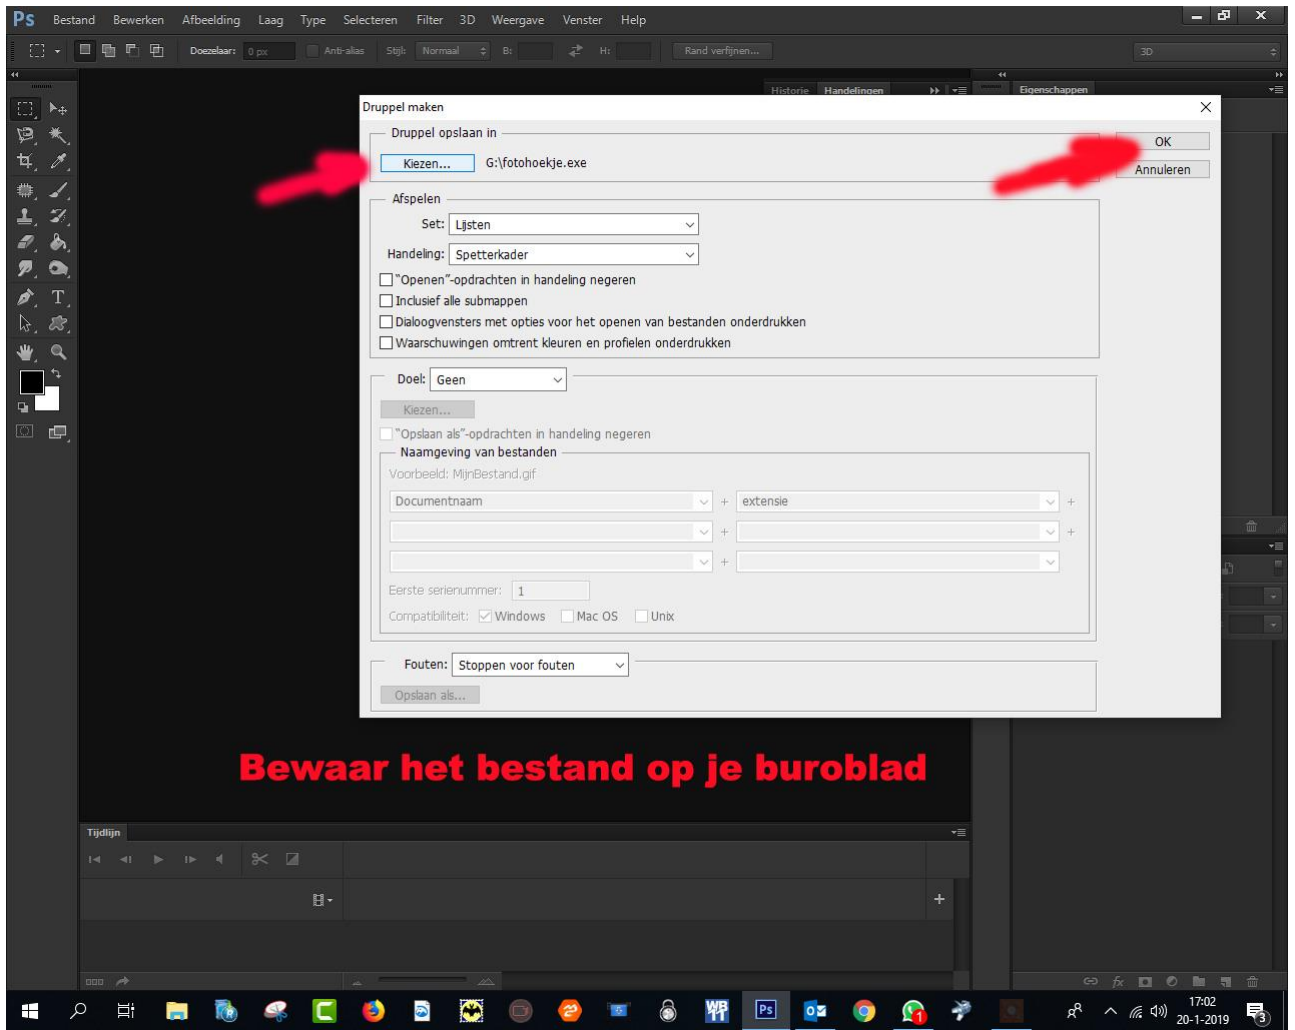 Ps Bestand Bewerken Afbeelding Laag Type Selecteren Filter 3D Weergave Venster Help
Doezelaar: 0 px Anti-alias Stijl: Normaal B: H: Rand verfijnen... 3D
Historie Handelingen Eigenschappen
Druppel maken
Druppel opslaan in
Kiezen... G:\fotohoekje.exe
OK
Annuleren
Afspelen
Set: Lijsten
Handeling: Spetterkader
"Openen"-opdrachten in handeling negeren
Inclusief alle submappen
Dialoogvensters met opties voor het openen van bestanden onderdrukken
Waarschuwingen omtrent kleuren en profielen onderdrukken
Doel: Geen
Kiezen...
"Opslaan als"-opdrachten in handeling negeren
Naamgeving van bestanden
Voorbeeld: MijnBestand.gif
Documentnaam + extensie +
+ +
+
Eerste serienummer: 1
Compatibiliteit: Windows Mac OS Unix
Fouten: Stoppen voor fouten
Opslaan als...
Bewaar het bestand op je buroblad
Tijdlijn
fx
Ps
17:02
20-1-2019
3